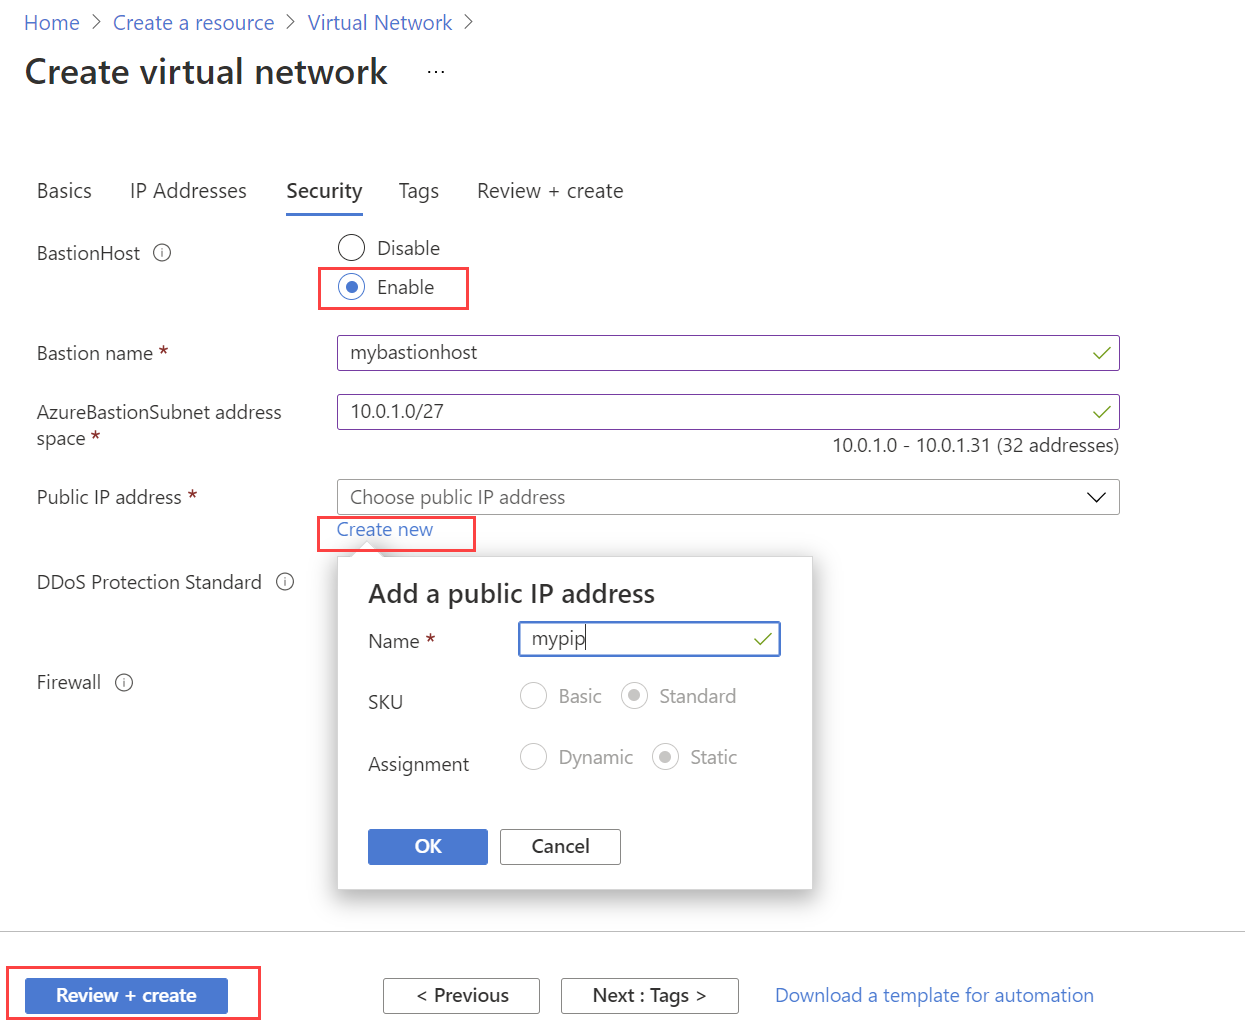 Home > Create a resource > Virtual Network >
Create virtual network ...
Basics IP Addresses Security Tags Review + create
BastionHost
Disable
Enable
Bastion name *
mybastionhost
AzureBastionSubnet address
space *
10.0.1.0/27
10.0.1.0 - 10.0.1.31 (32 addresses)
Public IP address *
Choose public IP address
Create new
DDoS Protection Standard
Firewall
Add a public IP address
Name *
mypip
SKU
Basic Standard
Assignment
Dynamic Static
OK Cancel
Review + create < Previous Next : Tags > Download a template for automation